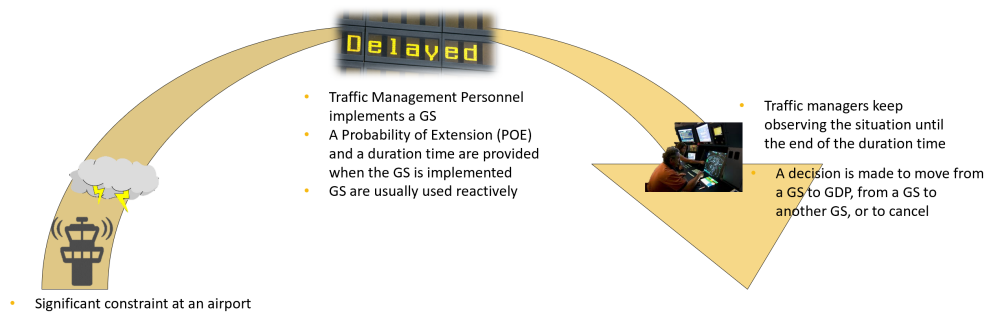 Delayed
• Traffic Management Personnel
implements a GS
• A Probability of Extension (POE)
and a duration time are provided
when the GS is implemented
• GS are usually used reactively
• Traffic managers keep
observing the situation until
the end of the duration time
• A decision is made to move from
a GS to GDP, from a GS to
another GS, or to cancel
• Significant constraint at an airport